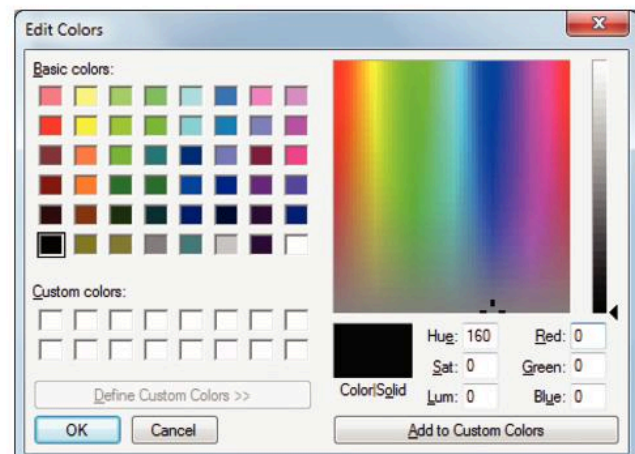 Edit Colors
Basic colors:
Custom colors:
Define Custom Colors >>
OK Cancel
Color|Solid
Hue: 160 Red: 0
Sat: 0 Green: 0
Lum: 0 Blue: 0
Add to Custom Colors